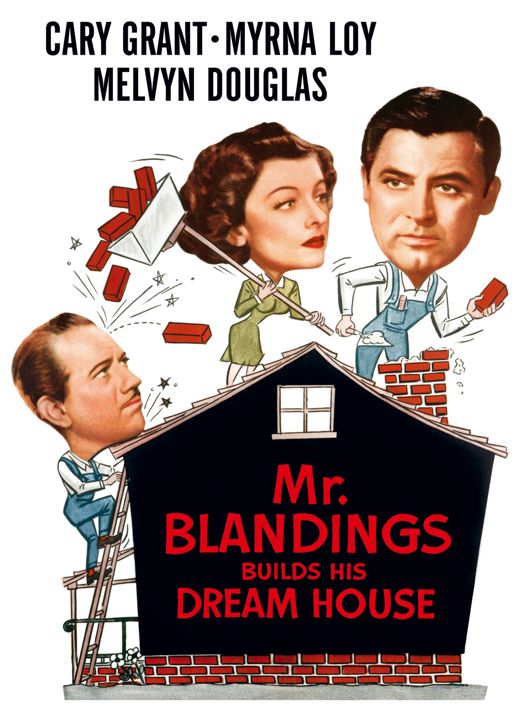 CARY GRANT · MYRNA LOY
MELVYN DOUGLAS
Mr.
BLANDINGS
BUILDS HIS
DREAM HOUSE